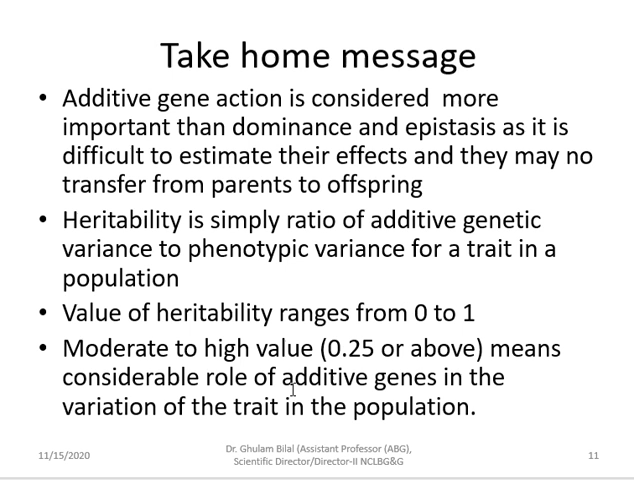 Take home message
• Additive gene action is considered  more
important than dominance and epistasis as it is
difficult to estimate their effects and they may no
transfer from parents to offspring
• Heritability is simply ratio of additive genetic
variance to phenotypic variance for a trait in a
population
• Value of heritability ranges from 0 to 1
• Moderate to high value (0.25 or above) means
considerable role of additive genes in the
variation of the trait in the population.
11/15/2020
Dr. Ghulam Bilal (Assistant Professor (ABG),
Scientific Director/Director-II NCLBG&G
11